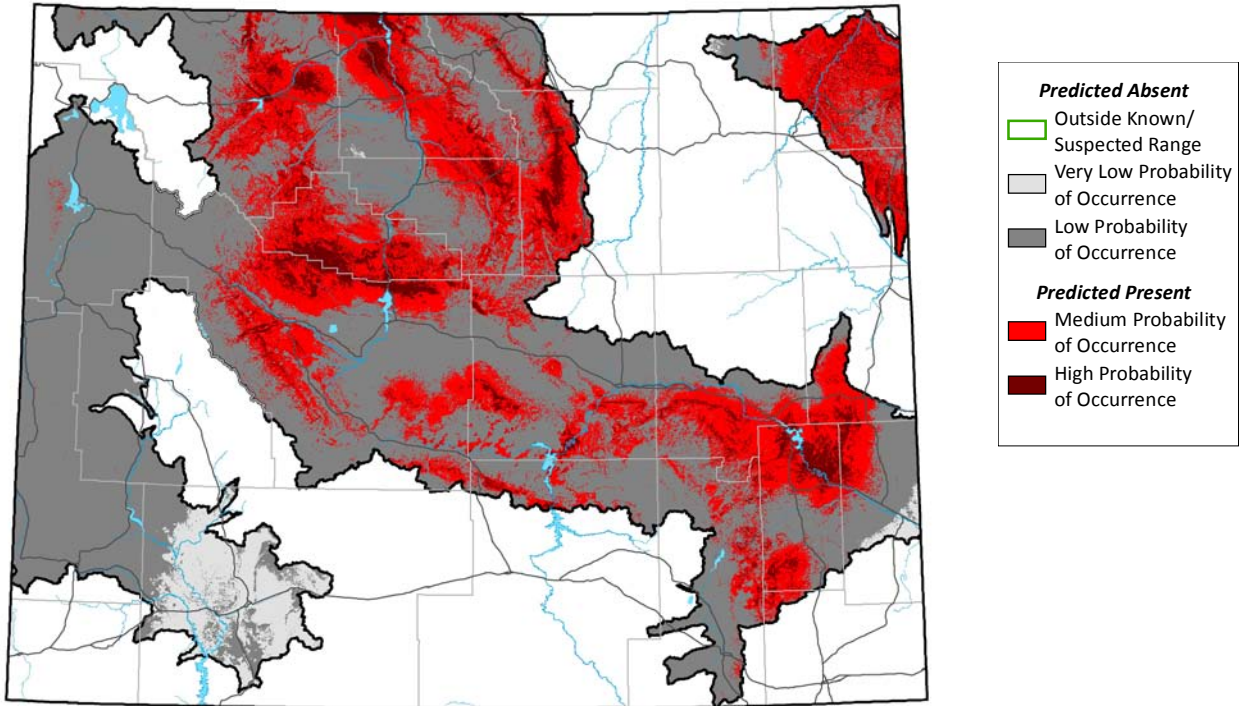 Predicted Absent
Outside Known/
Suspected Range
Very Low Probability
of Occurrence
Low Probability
of Occurrence
Predicted Present
Medium Probability
of Occurrence
High Probability
of Occurrence